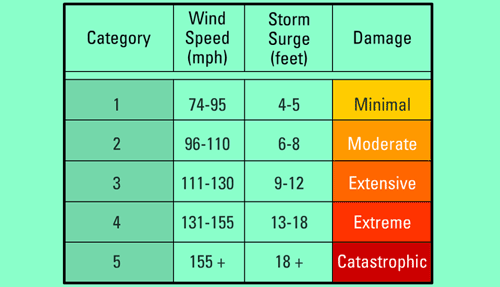 Category Wind Speed (mph) Storm Surge (feet) Damage
1 74-95 4-5 Minimal
2 96-110 6-8 Moderate
3 111-130 9-12 Extensive
4 131-155 13-18 Extreme
5 155 + 18 + Catastrophic